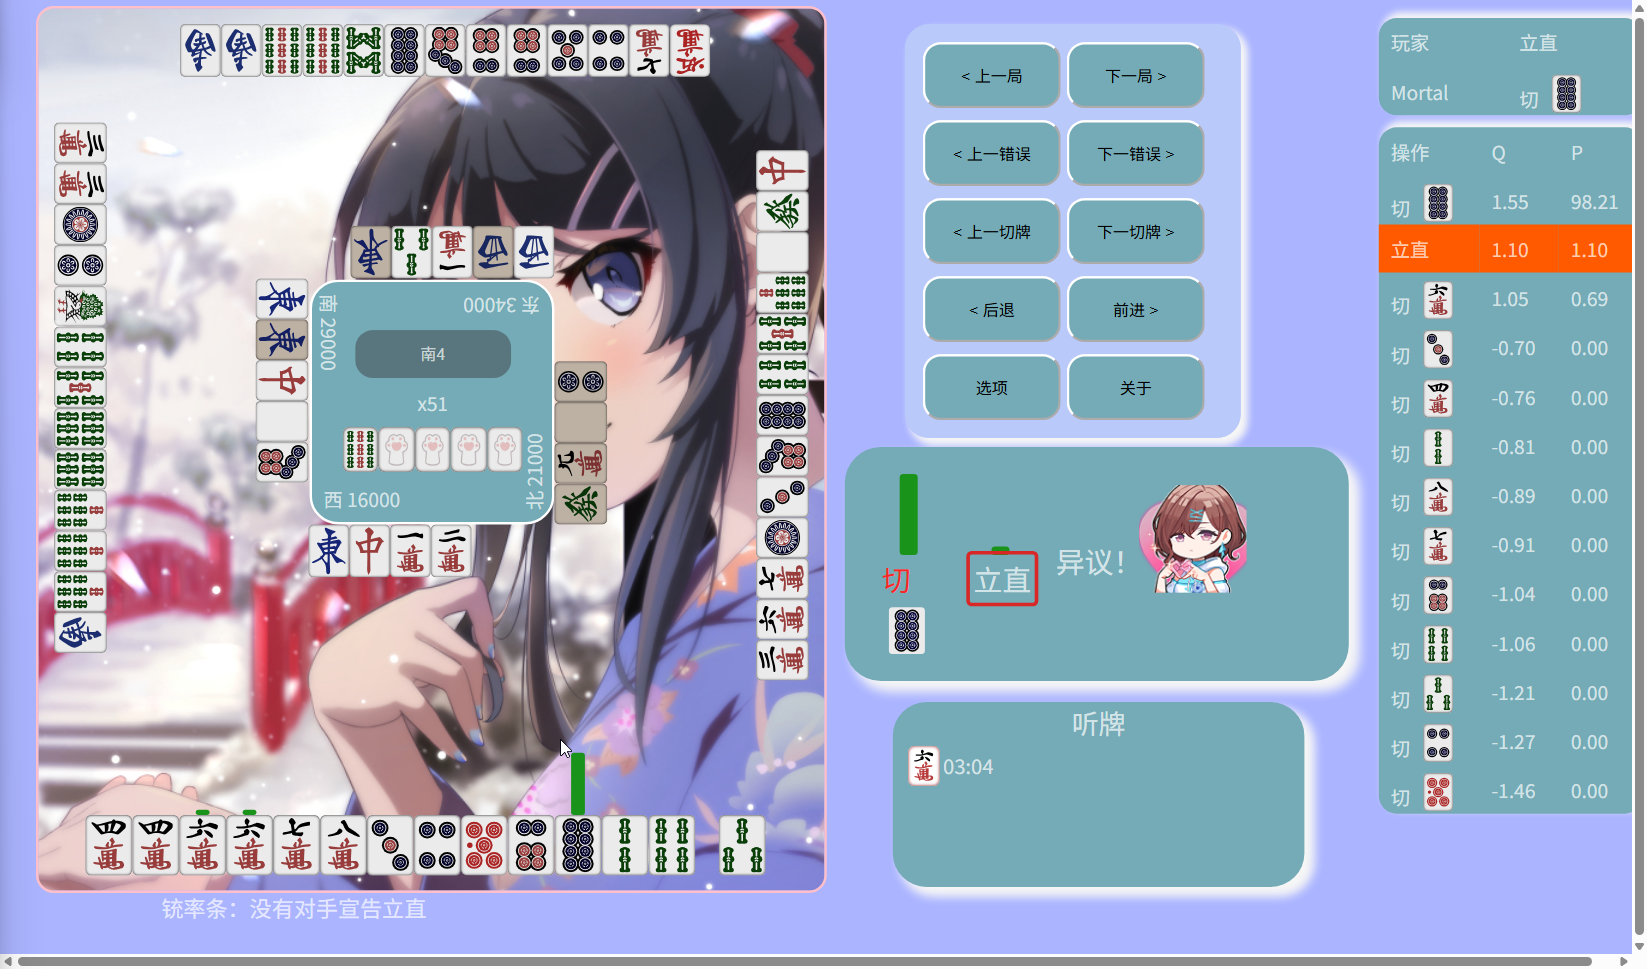 南4
x51
东 34000
南 29000
西 16000
北 21000
铳率条：没有对手宣告立直
< 上一局
下一局 >
< 上一错误
下一错误 >
< 上一切牌
下一切牌 >
< 后退
前进 >
选项
关于
切
立直
异议！
听牌
03:04
玩家 立直
Mortal 切
操作 Q P
切 1.55 98.21
立直 1.10 1.10
切 1.05 0.69
切 -0.70 0.00
切 -0.76 0.00
切 -0.81 0.00
切 -0.89 0.00
切 -0.91 0.00
切 -1.04 0.00
切 -1.06 0.00
切 -1.21 0.00
切 -1.27 0.00
切 -1.46 0.00